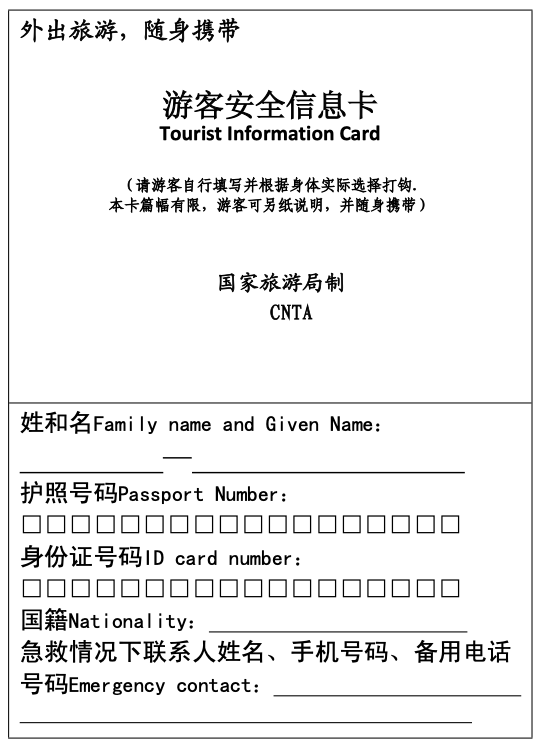 外出旅游，随身携带
游客安全信息卡
Tourist Information Card
（请游客自行填写并根据身体实际选择打钩.
本卡篇幅有限，游客可另纸说明，并随身携带）
国家旅游局制
CNTA
姓和名Family name and Given Name：
护照号码Passport Number：
□□□□□□□□□□□□□□□□□□
身份证号码ID card number：
□□□□□□□□□□□□□□□□□□
国籍Nationality：
急救情况下联系人姓名、手机号码、备用电话
号码Emergency contact：